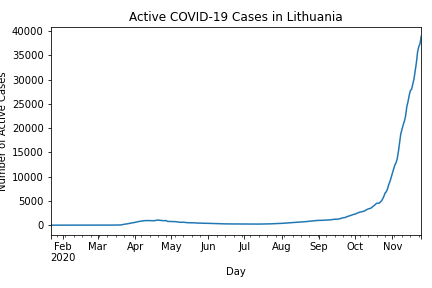 Active COVID-19 Cases in Lithuania
Number of Active Cases
40000
35000
30000
25000
20000
15000
10000
5000
0
Feb Mar Apr May Jun Jul Aug Sep Oct Nov
2020
Day